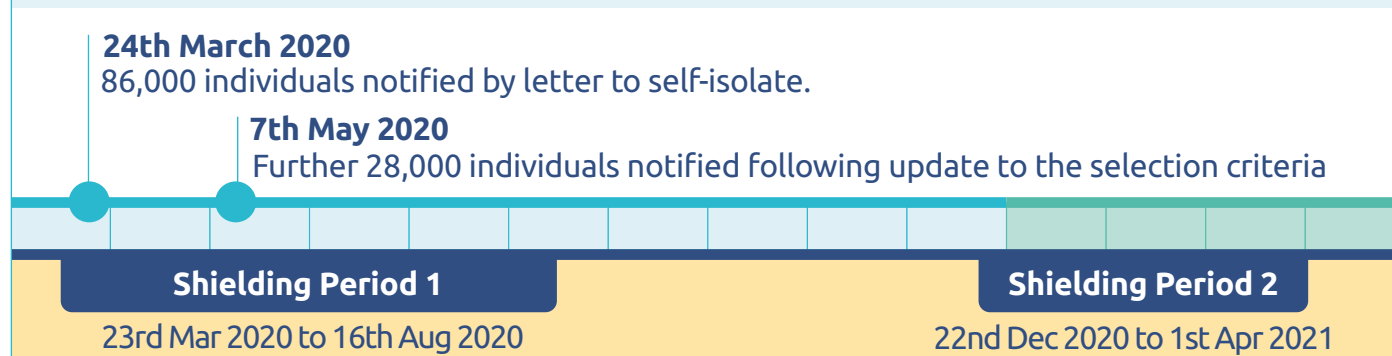 24th March 2020
86,000 individuals notified by letter to self-isolate.
7th May 2020
Further 28,000 individuals notified following update to the selection criteria
Shielding Period 1
Shielding Period 2
23rd Mar 2020 to 16th Aug 2020
22nd Dec 2020 to 1st Apr 2021